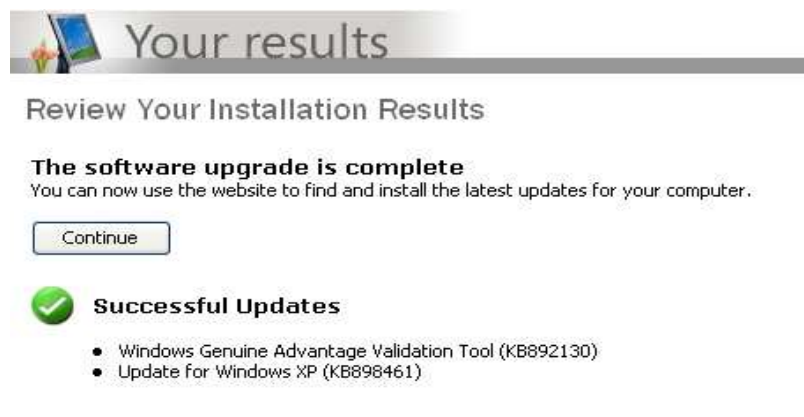 Your results
Review Your Installation Results
The software upgrade is complete
You can now use the website to find and install the latest updates for your computer.
Continue
Successful Updates
• Windows Genuine Advantage Validation Tool (KB892130)
• Update for Windows XP (KB898461)